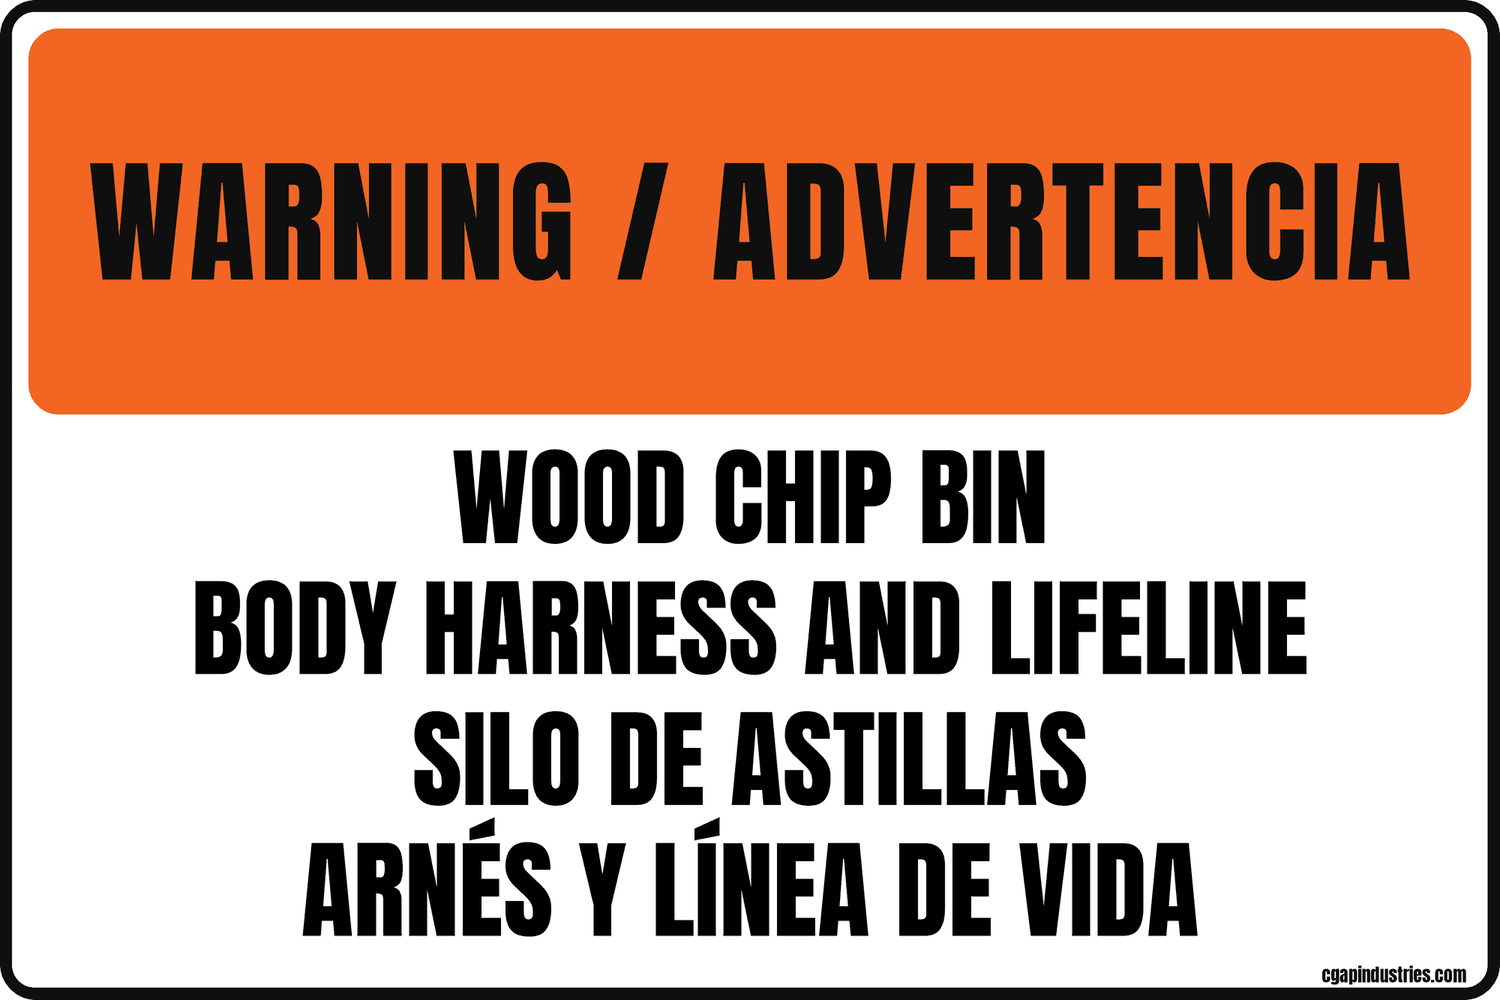 WARNING / ADVERTENCIA
WOOD CHIP BIN
BODY HARNESS AND LIFELINE
SILO DE ASTILLAS
ARNÉS Y LÍNEA DE VIDA
cgapindustries.com